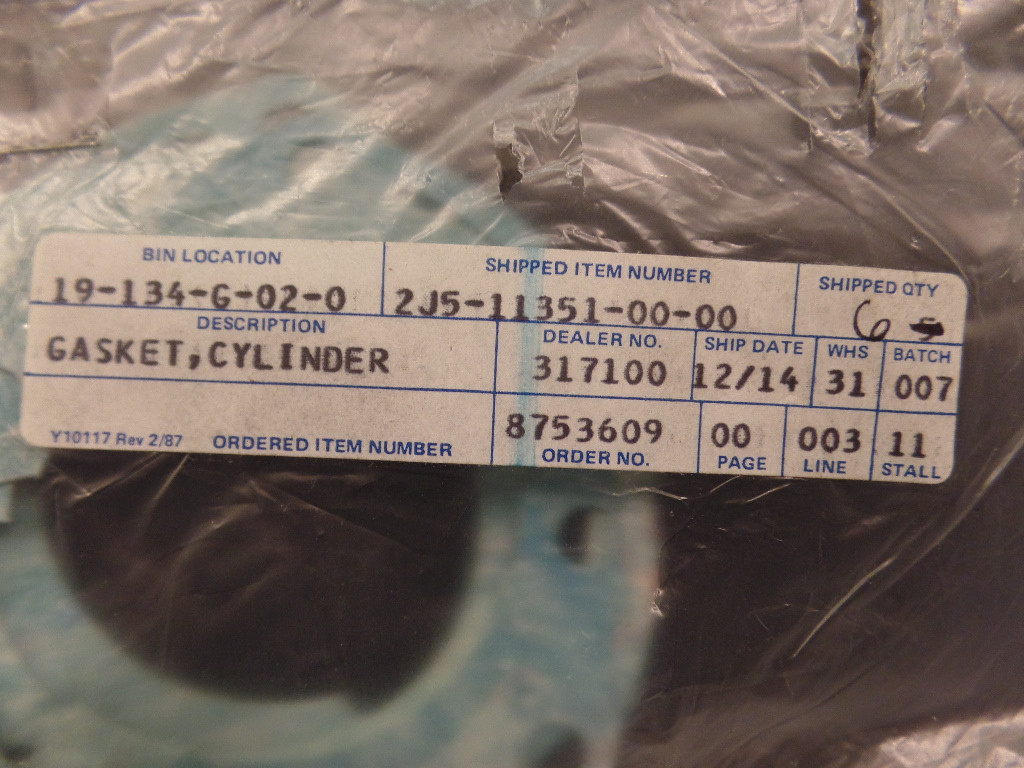 BIN LOCATION SHIPPED ITEM NUMBER SHIPPED QTY
19-134-G-02-0 2J5-11351-00-00 6
DESCRIPTION DEALER NO. SHIP DATE WHS BATCH
GASKET,CYLINDER 317100 12/14 31 007
8753609 00 003 11
Y10117 Rev 2/87 ORDERED ITEM NUMBER ORDER NO. PAGE LINE STALL